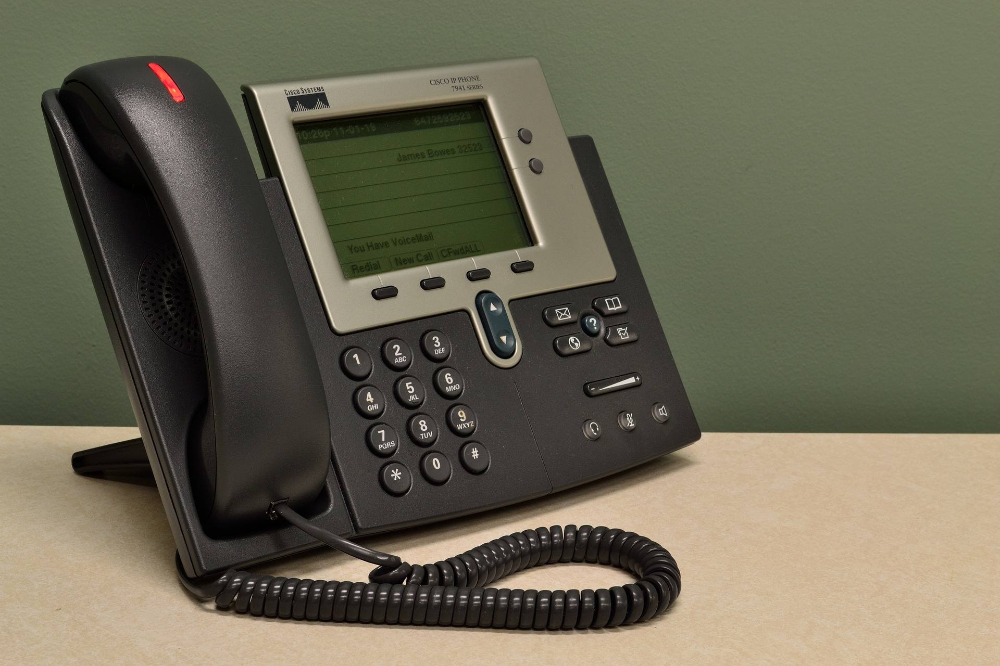 CISCO SYSTEMS
CISCO IP PHONE
7941 SERIES
10:26p 11-01-19 6472592523
James Bowes 32523
You Have VoiceMail
Redial New Call CFwdALL
?
1
2 ABC
3 DEF
4 GHI
5 JKL
6 MNO
7 PQRS
8 TUV
9 WXYZ
*
0
#
- +